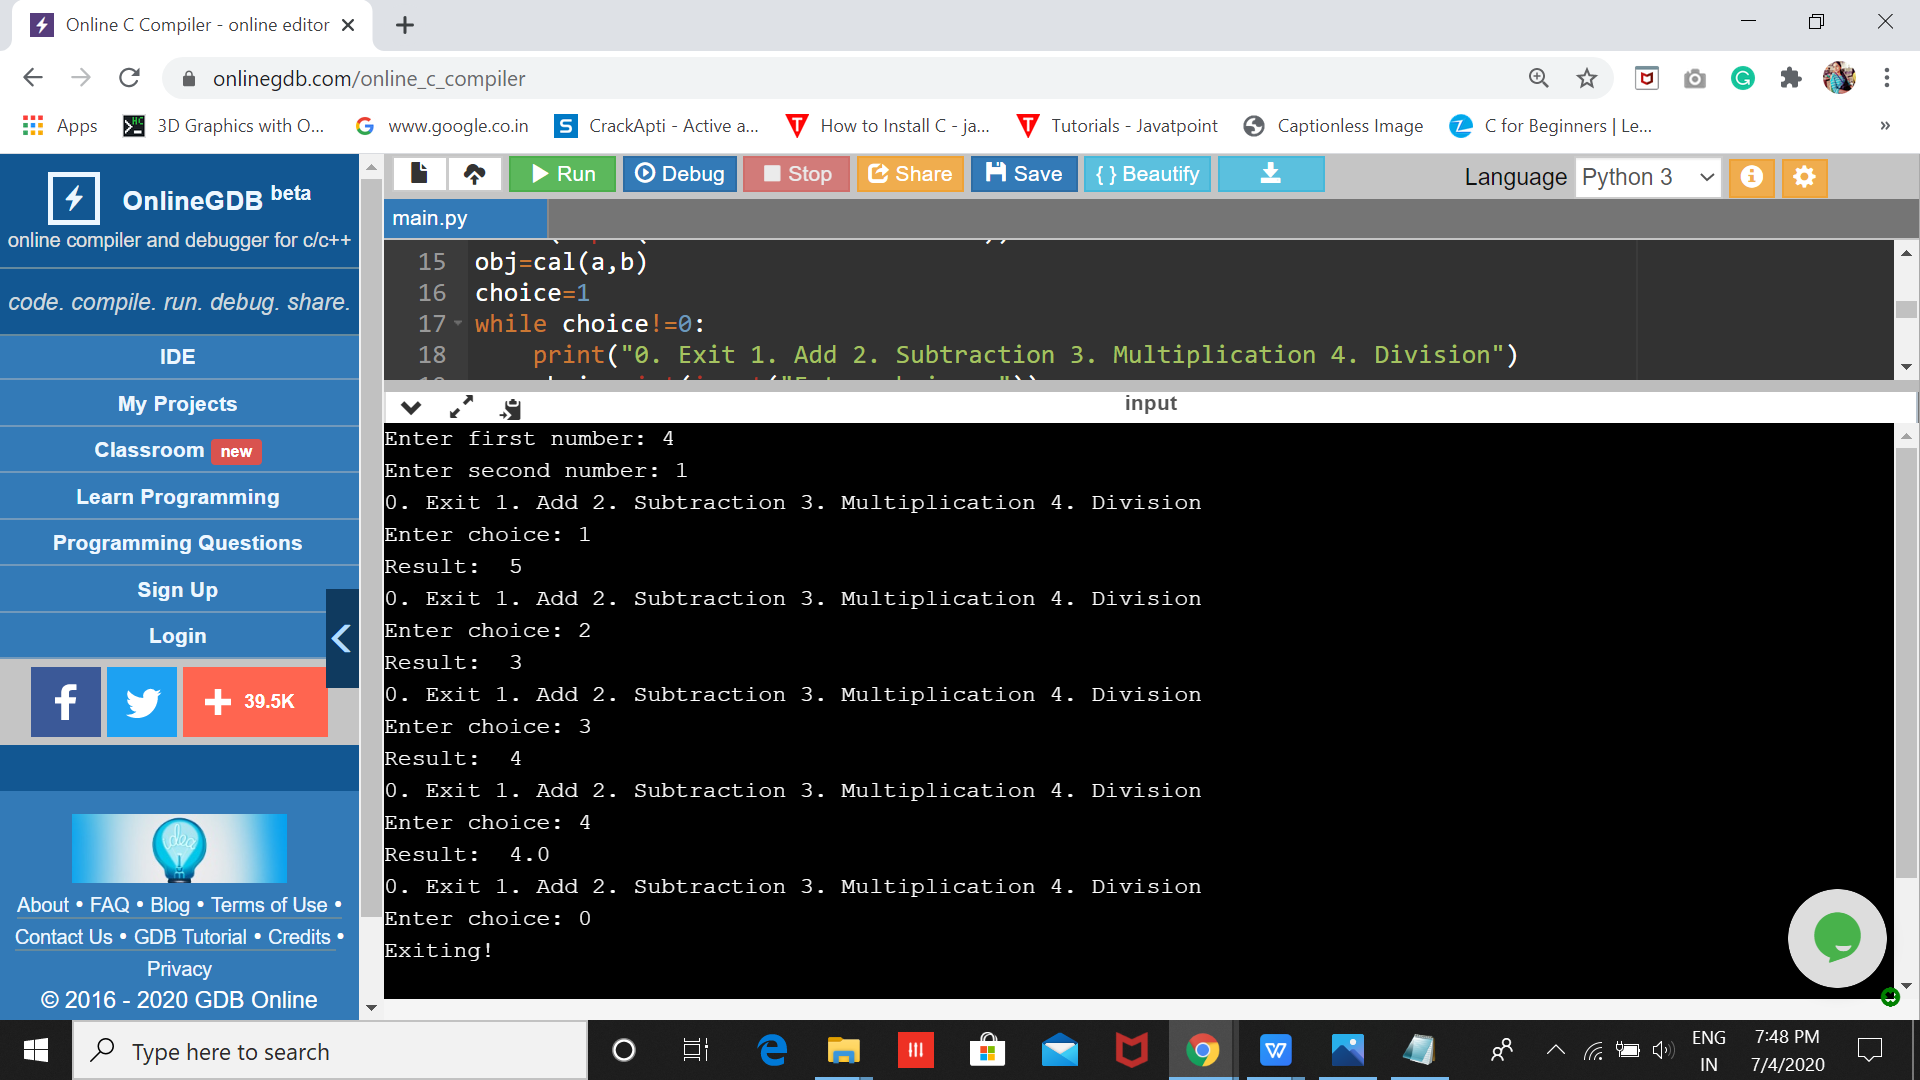 Online C Compiler - online editor
onlinegdb.com/online_c_compiler
Apps 3D Graphics with O... www.google.co.in CrackApti - Active a... How to Install C - ja... Tutorials - Javatpoint Captionless Image C for Beginners | Le... »
OnlineGDB beta
online compiler and debugger for c/c++
code. compile. run. debug. share.
IDE
My Projects
Classroom new
Learn Programming
Programming Questions
Sign Up
Login
39.5K
idea
About • FAQ • Blog • Terms of Use •
Contact Us • GDB Tutorial • Credits •
Privacy
© 2016 - 2020 GDB Online
Run Debug Stop Share Save { } Beautify Language Python 3
main.py
15 obj=cal(a,b)
16 choice=1
17 while choice!=0:
18 print("0. Exit 1. Add 2. Subtraction 3. Multiplication 4. Division")
input
Enter first number: 4
Enter second number: 1
0. Exit 1. Add 2. Subtraction 3. Multiplication 4. Division
Enter choice: 1
Result:  5
0. Exit 1. Add 2. Subtraction 3. Multiplication 4. Division
Enter choice: 2
Result:  3
0. Exit 1. Add 2. Subtraction 3. Multiplication 4. Division
Enter choice: 3
Result:  4
0. Exit 1. Add 2. Subtraction 3. Multiplication 4. Division
Enter choice: 4
Result:  4.0
0. Exit 1. Add 2. Subtraction 3. Multiplication 4. Division
Enter choice: 0
Exiting!
Type here to search
ENG 7:48 PM
IN 7/4/2020